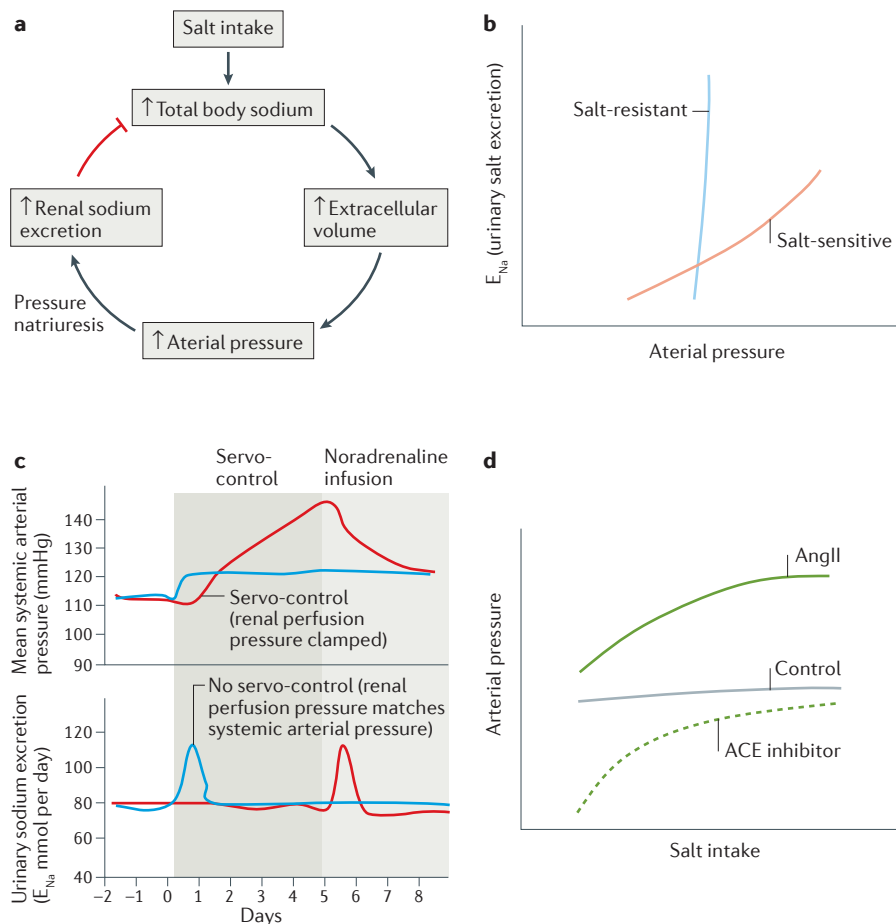 a
Salt intake
↑Total body sodium
↑Renal sodium
excretion
↑Extracellular
volume
Pressure
natriuresis
↑Aterial pressure
b
E_Na (urinary salt excretion)
Salt-resistant
Salt-sensitive
Aterial pressure
c
Servo-
control
Noradrenaline
infusion
Mean systemic arterial
pressure (mmHg)
140
130
120
110
100
90
Servo-control
(renal perfusion
pressure clamped)
No servo-control (renal
perfusion pressure matches
systemic arterial pressure)
Urinary sodium excretion
(E_Na mmol per day)
120
100
80
60
40
−2 −1 0 1 2 3 4 5 6 7 8
Days
d
Arterial pressure
AngII
Control
ACE inhibitor
Salt intake